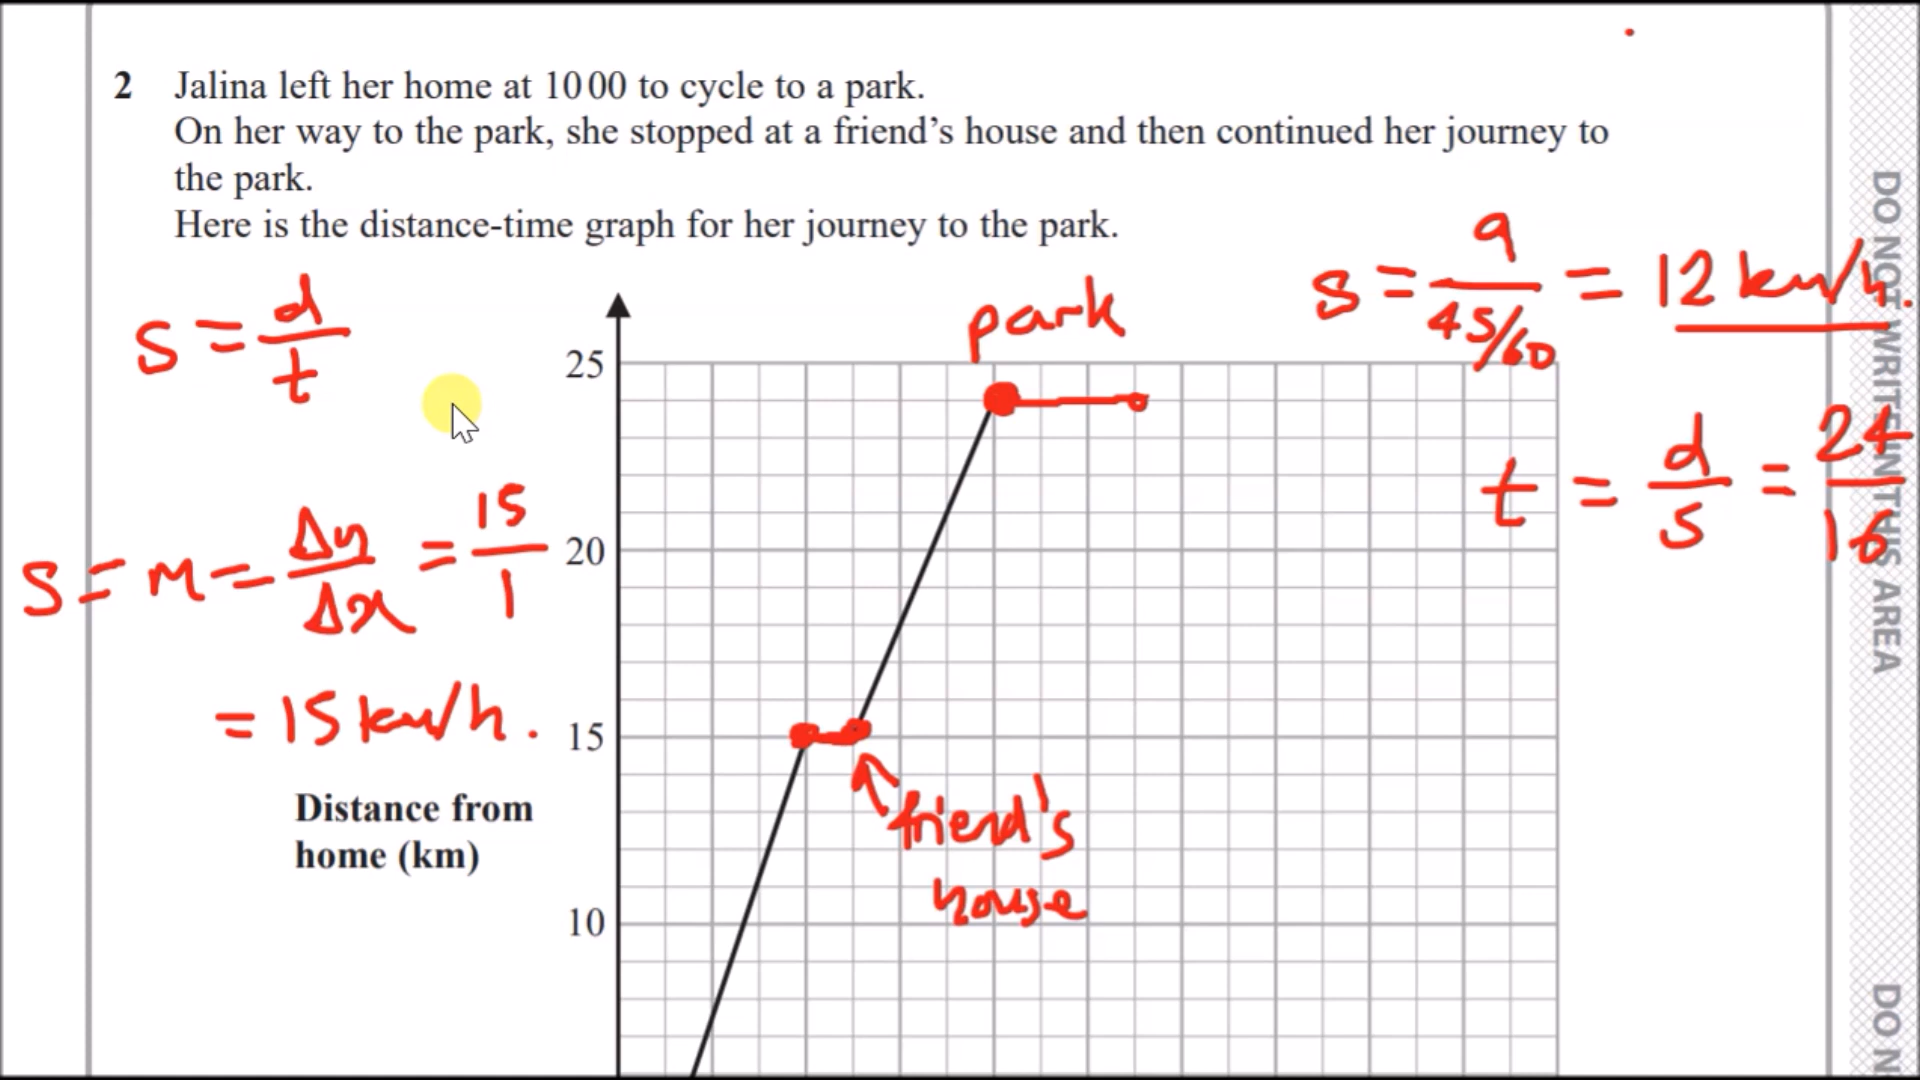 2 Jalina left her home at 1000 to cycle to a park.
On her way to the park, she stopped at a friend's house and then continued her journey to
the park.
Here is the distance-time graph for her journey to the park.
s = d/t
park
s = 9/(45/60) = 12 km/h.
25
t = d/s = 24/16
s = m = Δy/Δx = 15/1
20
= 15 km/h.
15
Distance from
home (km)
friend's
house
10
DO NOT WRITE IN THIS AREA
DO N